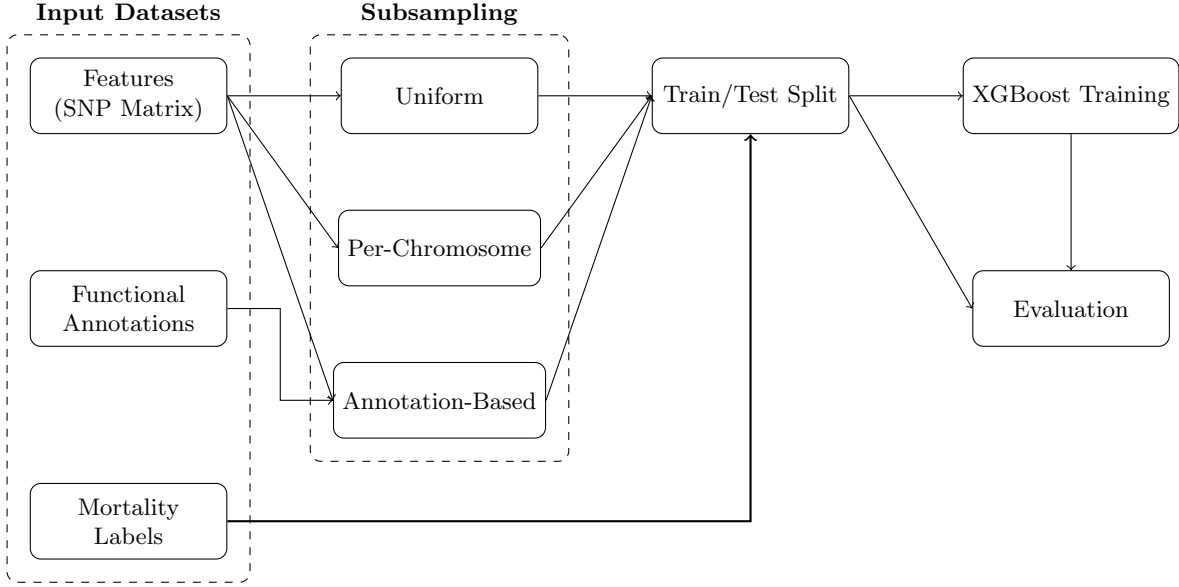 Input Datasets
Subsampling
Features
(SNP Matrix)
Uniform
Train/Test Split
XGBoost Training
Per-Chromosome
Functional
Annotations
Evaluation
Annotation-Based
Mortality
Labels